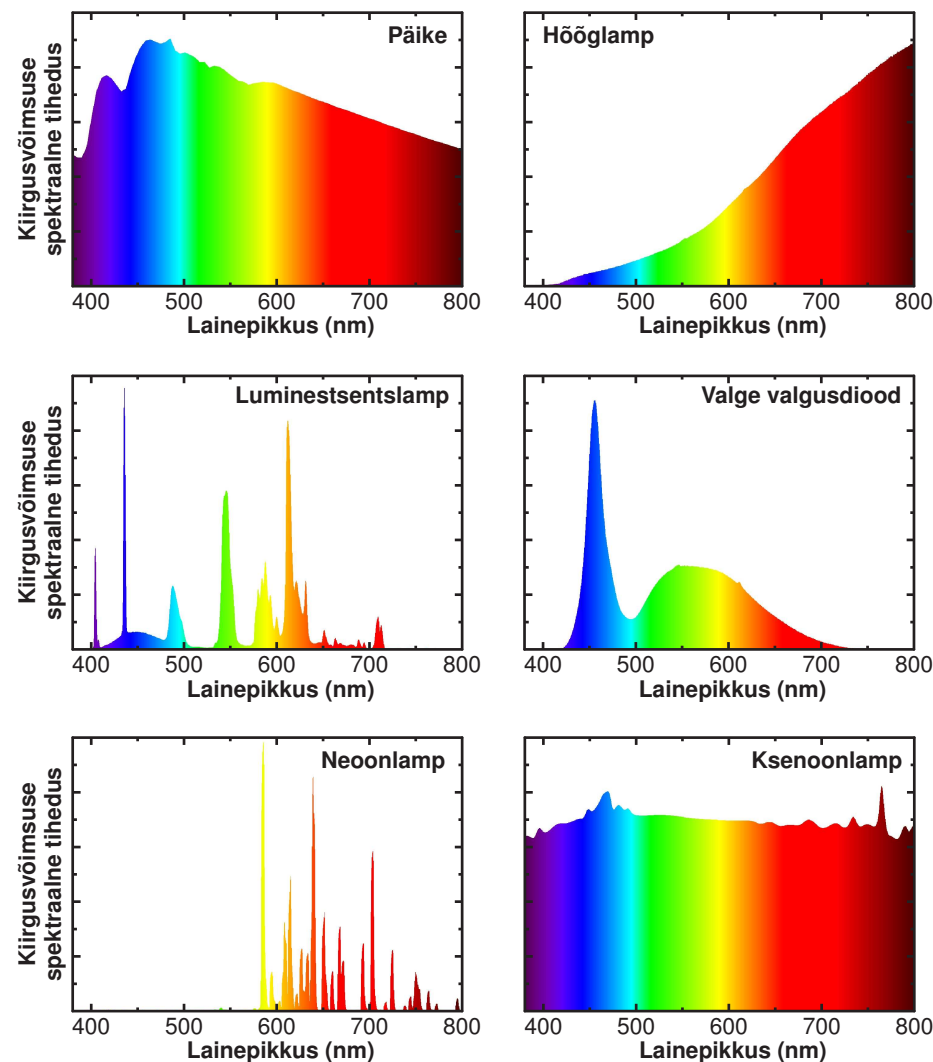 Päike
Kiirgusvõimsuse
spektraalne tihedus
400 500 600 700 800
Lainepikkus (nm)
Hõõglamp
400 500 600 700 800
Lainepikkus (nm)
Luminestsentslamp
Kiirgusvõimsuse
spektraalne tihedus
400 500 600 700 800
Lainepikkus (nm)
Valge valgusdiood
400 500 600 700 800
Lainepikkus (nm)
Neoonlamp
Kiirgusvõimsuse
spektraalne tihedus
400 500 600 700 800
Lainepikkus (nm)
Ksenoonlamp
400 500 600 700 800
Lainepikkus (nm)